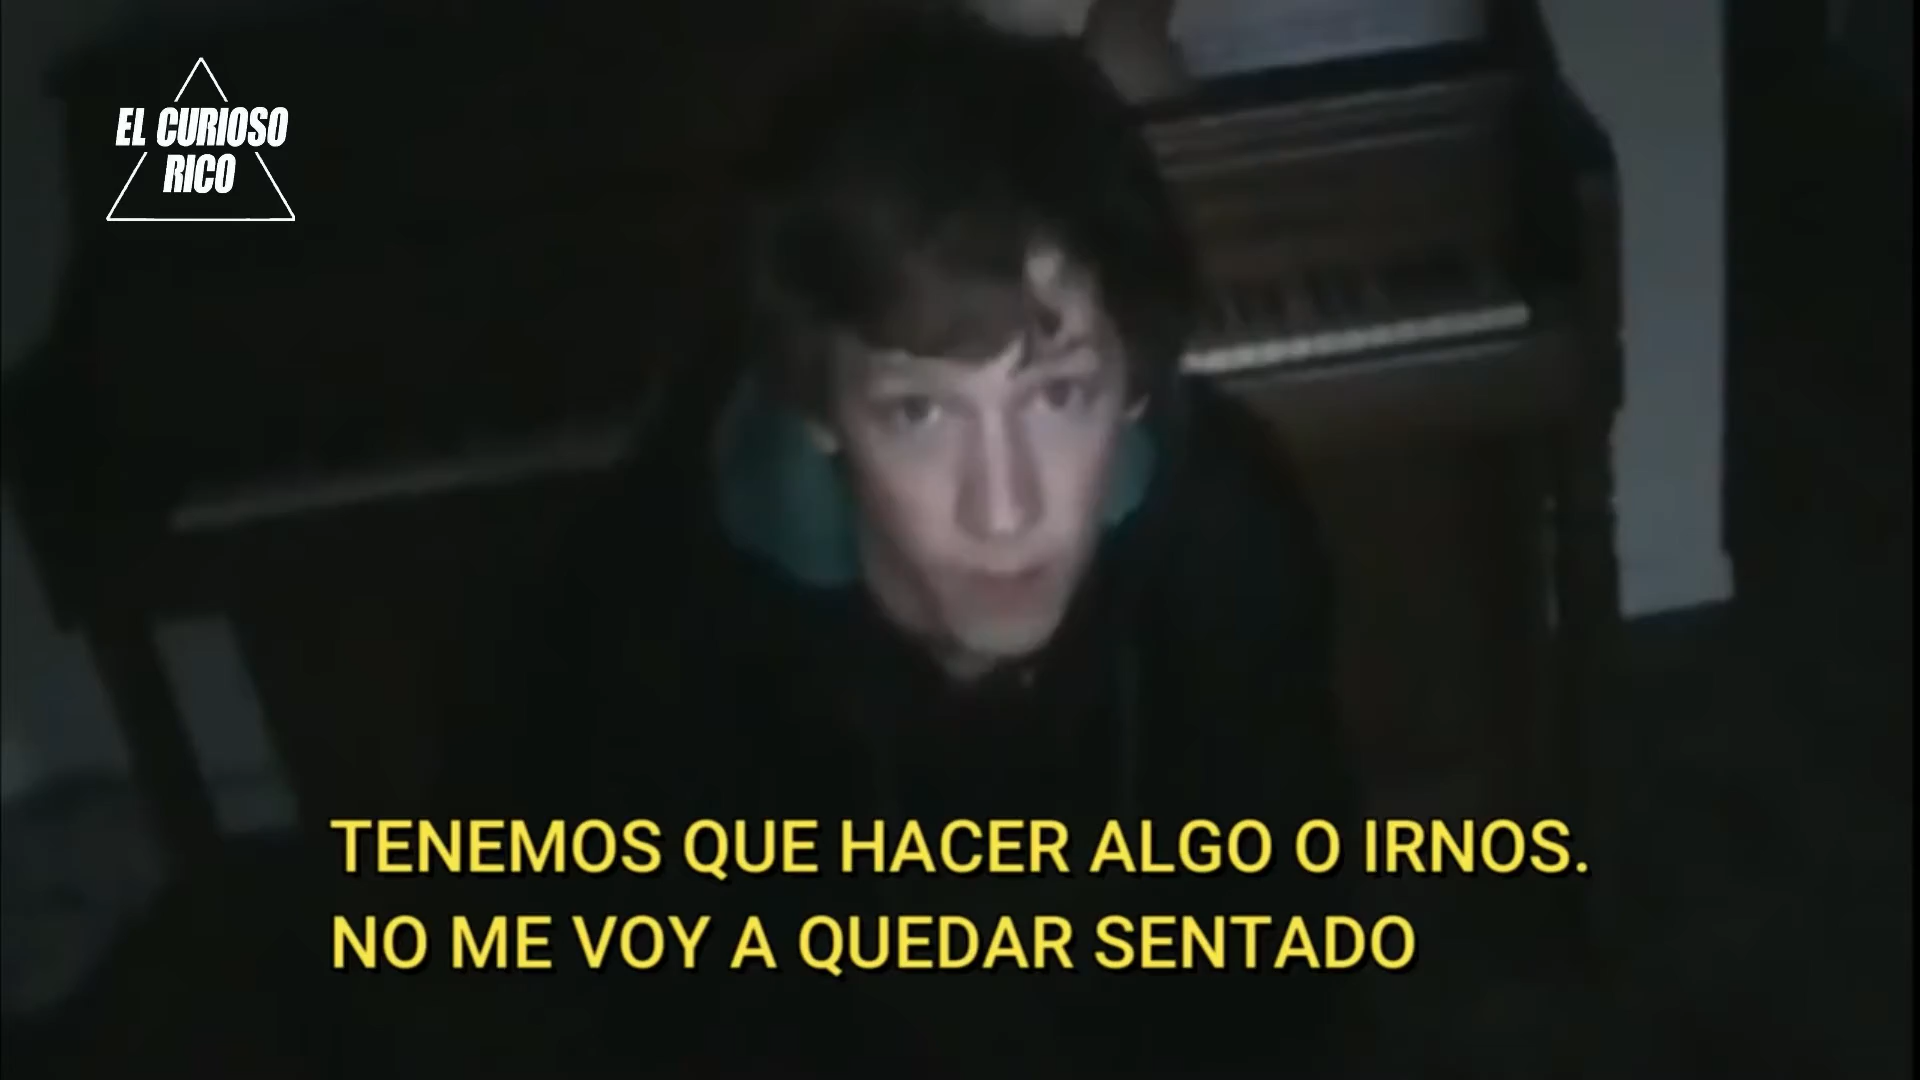 EL CURIOSO
RICO
TENEMOS QUE HACER ALGO O IRNOS.
NO ME VOY A QUEDAR SENTADO